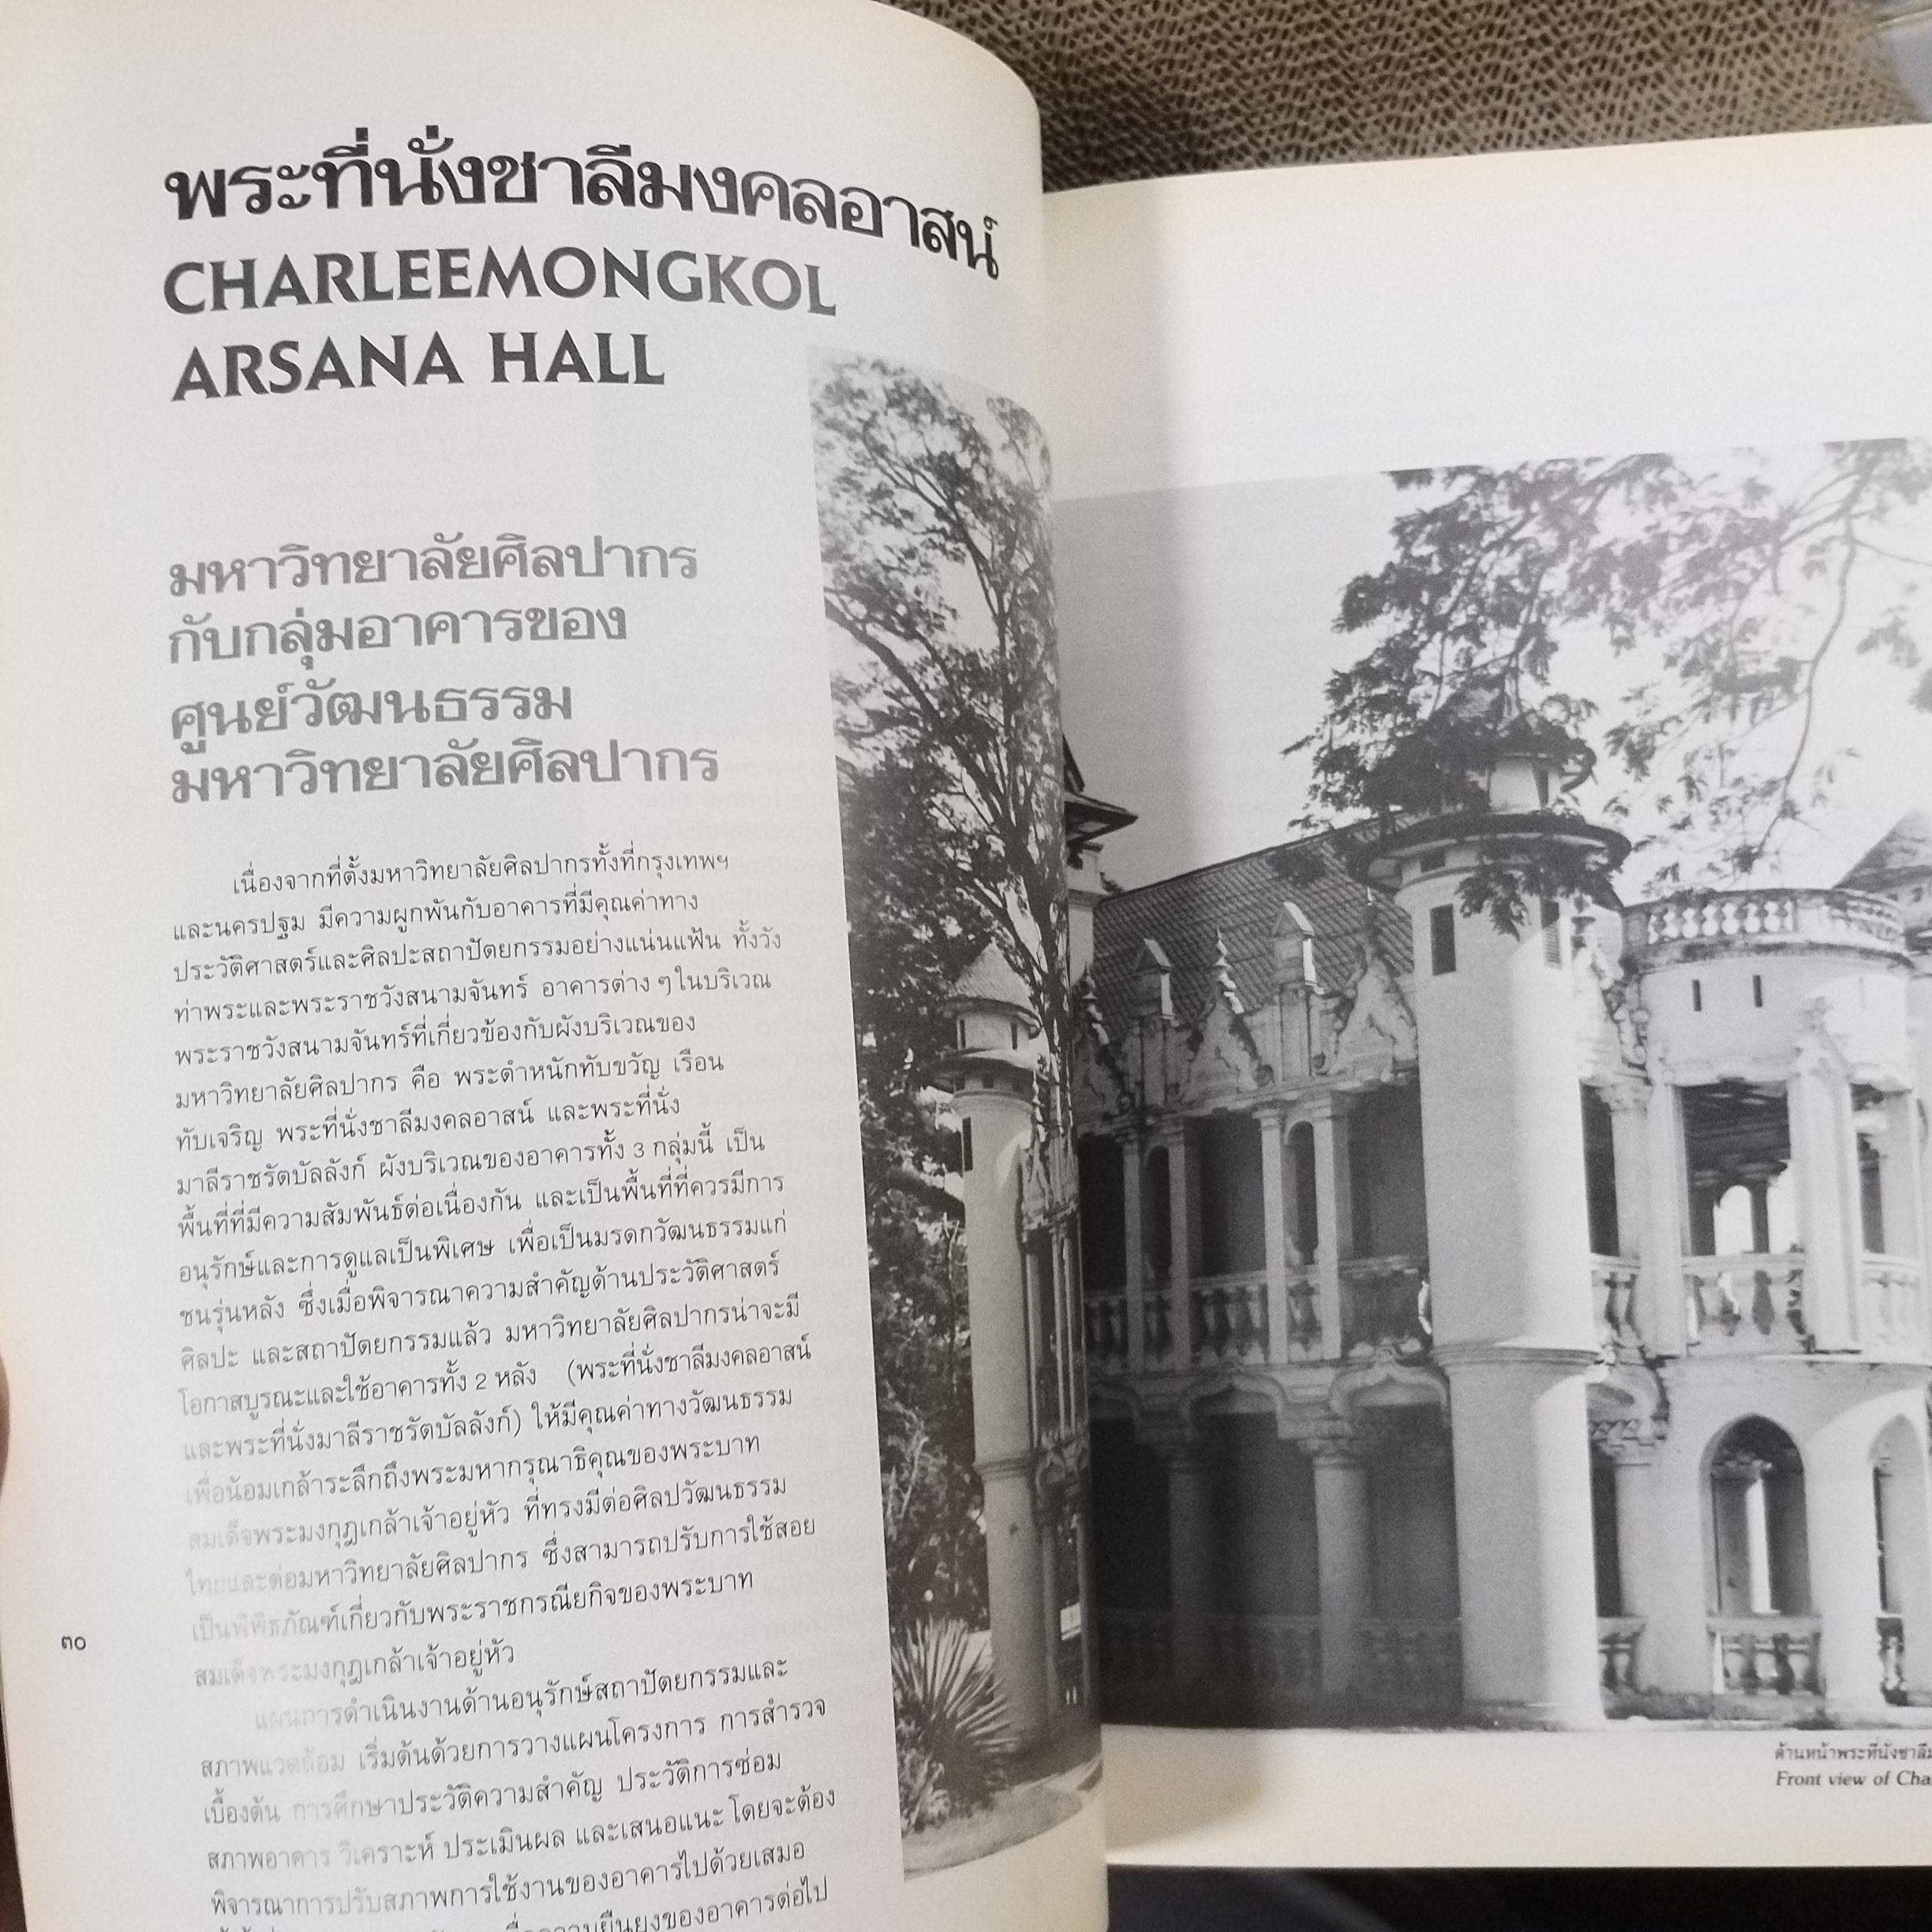 พระที่นั่งชาลีมงคลอาสน์
CHARLEEMONGKOL
ARSANA HALL
มหาวิทยาลัยศิลปากร
กับกลุ่มอาคารของ
ศูนย์วัฒนธรรม
มหาวิทยาลัยศิลปากร
เนื่องจากที่ตั้งมหาวิทยาลัยศิลปากรทั้งที่กรุงเทพฯ
และนครปฐม มีความผูกพันกับอาคารที่มีคุณค่าทาง
ประวัติศาสตร์และศิลปะสถาปัตยกรรมอย่างแน่นแฟ้น ทั้งวัง
ท่าพระและพระราชวังสนามจันทร์ อาคารต่าง ๆ ในบริเวณ
พระราชวังสนามจันทร์ที่เกี่ยวข้องกับผังบริเวณของ
มหาวิทยาลัยศิลปากร คือ พระตำหนักทับขวัญ เรือน
ทับเจริญ พระที่นั่งชาลีมงคลอาสน์ และพระที่นั่ง
มาลีราชรัตบัลลังก์ ผังบริเวณของอาคารทั้ง 3 กลุ่มนี้ เป็น
พื้นที่ที่มีความสัมพันธ์ต่อเนื่องกัน และเป็นพื้นที่ที่ควรมีการ
อนุรักษ์และการดูแลเป็นพิเศษ เพื่อเป็นมรดกวัฒนธรรมแก่
ชนรุ่นหลัง ซึ่งเมื่อพิจารณาความสำคัญด้านประวัติศาสตร์
ศิลปะ และสถาปัตยกรรมแล้ว มหาวิทยาลัยศิลปากรน่าจะมี
โอกาสบูรณะและใช้อาคารทั้ง 2 หลัง (พระที่นั่งชาลีมงคลอาสน์
และพระที่นั่งมาลีราชรัตบัลลังก์) ให้มีคุณค่าทางวัฒนธรรม
เพื่อน้อมเกล้าระลึกถึงพระมหากรุณาธิคุณของพระบาท
สมเด็จพระมงกุฎเกล้าเจ้าอยู่หัว ที่ทรงมีต่อศิลปวัฒนธรรม
ไทยและต่อมหาวิทยาลัยศิลปากร ซึ่งสามารถปรับการใช้สอย
เป็นพิพิธภัณฑ์เกี่ยวกับพระราชกรณียกิจของพระบาท
สมเด็จพระมงกุฎเกล้าเจ้าอยู่หัว
แผนการดำเนินงานด้านอนุรักษ์สถาปัตยกรรมและ
สภาพแวดล้อม เริ่มต้นด้วยการวางแผนโครงการ การสำรวจ
เบื้องต้น การศึกษาประวัติความสำคัญ ประวัติการซ่อม
สภาพอาคาร วิเคราะห์ ประเมินผล และเสนอแนะ โดยจะต้อง
พิจารณาการปรับสภาพการใช้งานของอาคารไปด้วยเสมอ
ความยืนยงของอาคารต่อไป
๓๐
ด้านหน้าพระที่นั่งชาลีม
Front view of Cha